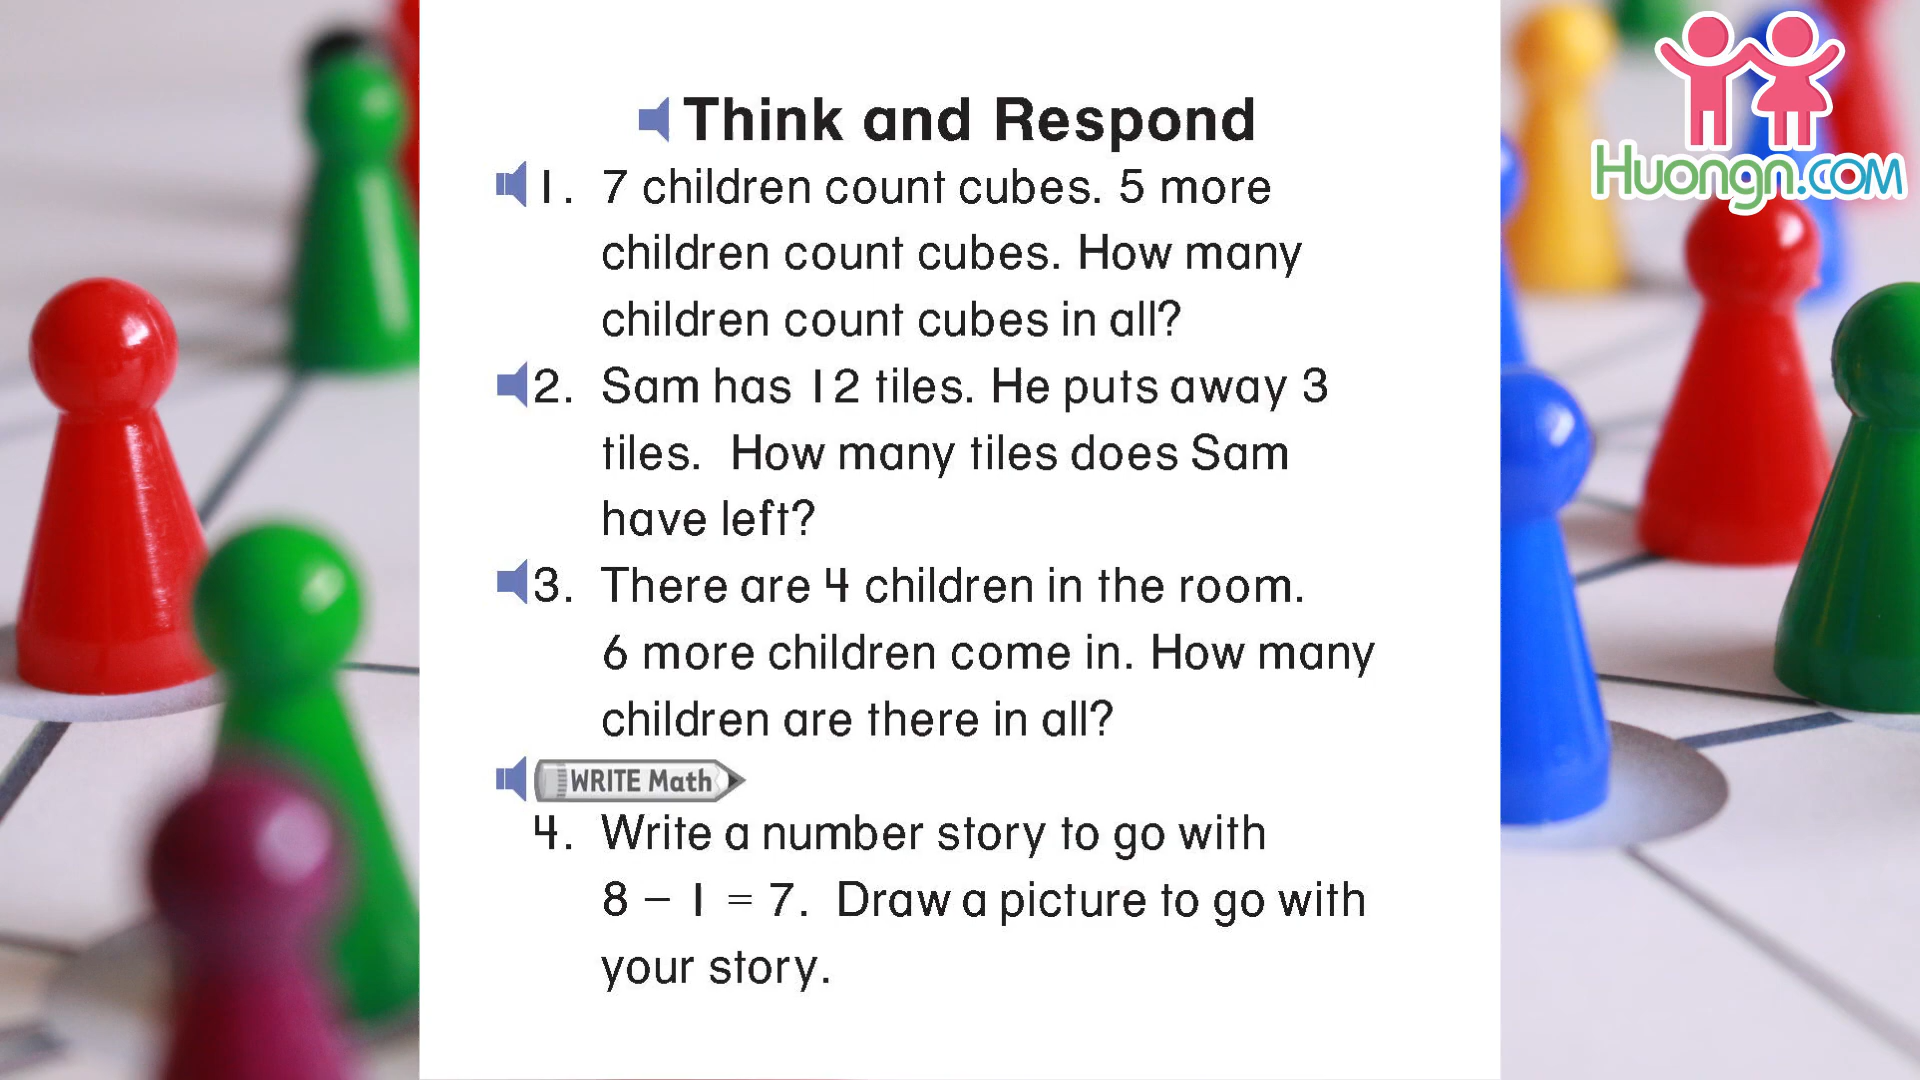 Think and Respond
1. 7 children count cubes. 5 more
children count cubes. How many
children count cubes in all?
2. Sam has 12 tiles. He puts away 3
tiles. How many tiles does Sam
have left?
3. There are 4 children in the room.
6 more children come in. How many
children are there in all?
WRITE Math
4. Write a number story to go with
8 − 1 = 7. Draw a picture to go with
your story.
Huongn.com